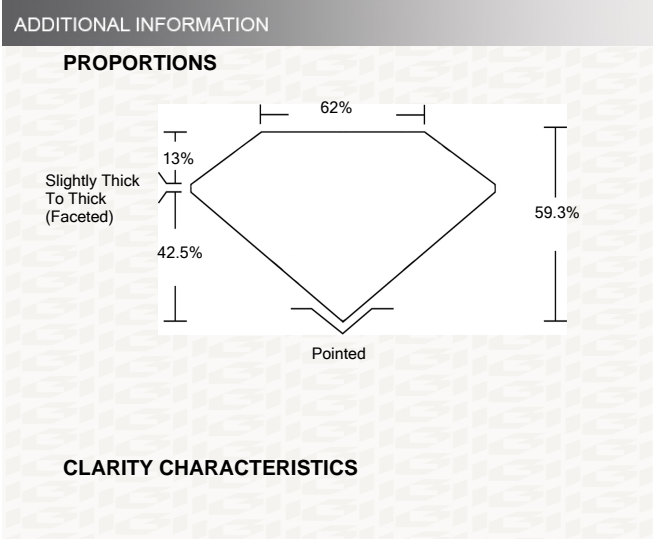 ADDITIONAL INFORMATION
PROPORTIONS
62%
13%
Slightly Thick
To Thick
(Faceted)
59.3%
42.5%
Pointed
CLARITY CHARACTERISTICS